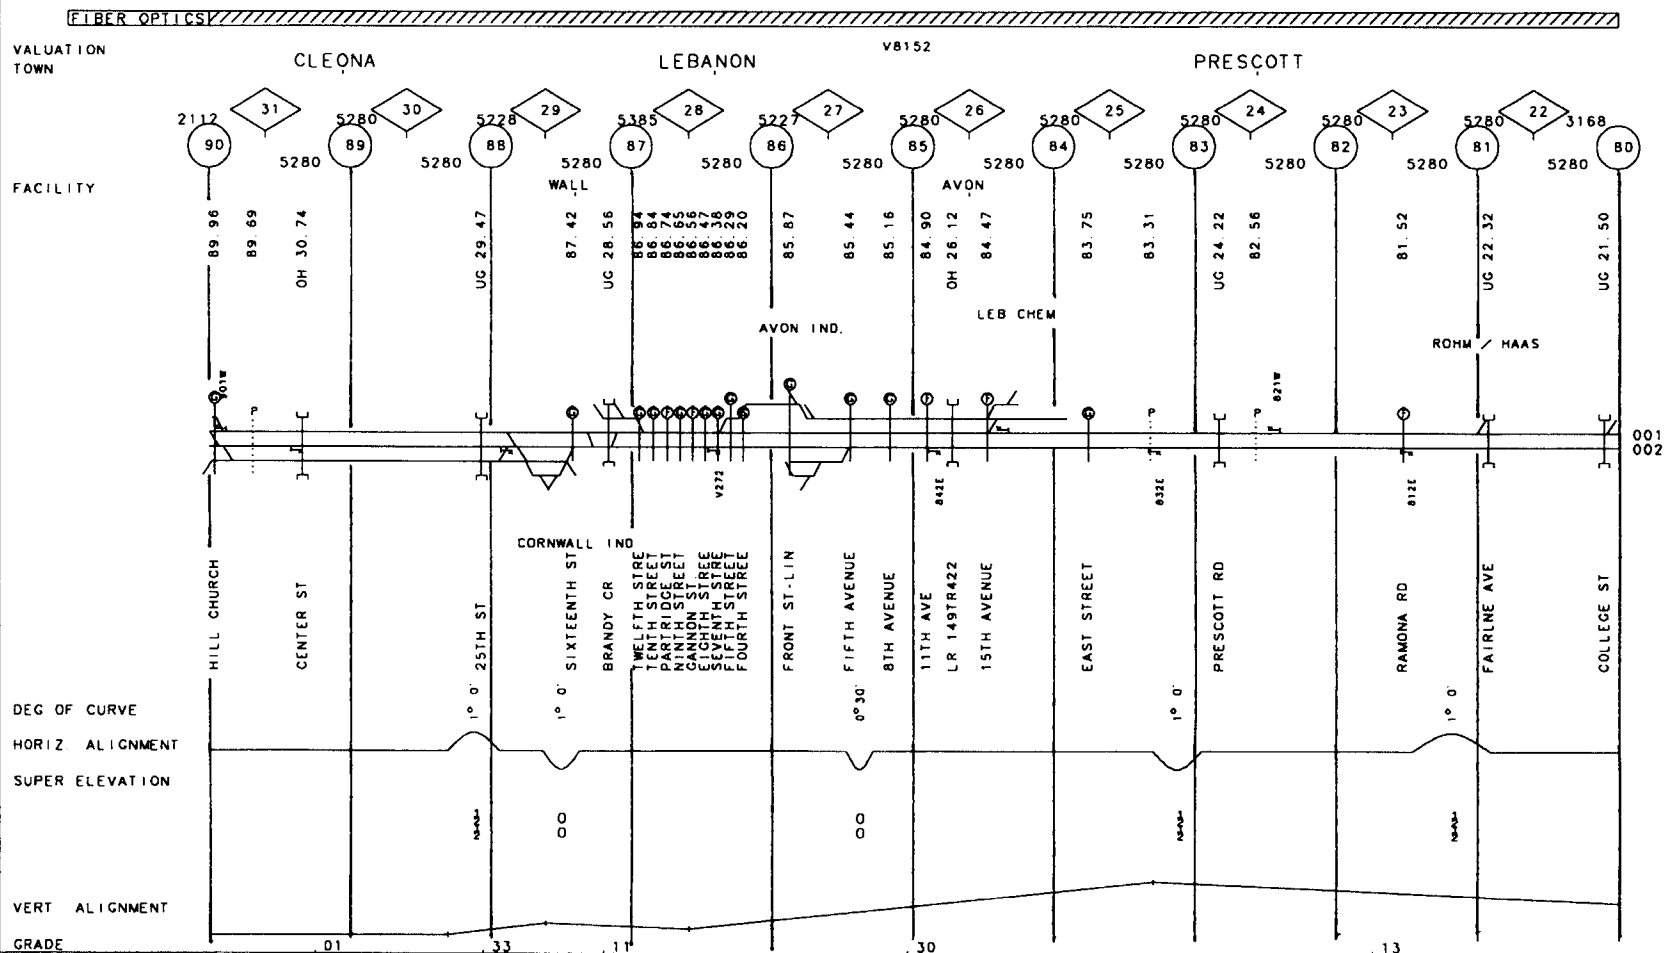 FIBER OPTICS
VALUATION V8152
TOWN CLEONA LEBANON PRESCOTT
31 30 29 28 27 26 25 24 23 22
2112 5280 5228 5385 5227 5280 5280 5280 5280 5280 3168
90 89 88 87 86 85 84 83 82 81 80
5280 5280 5280 5280 5280 5280 5280 5280 5280 5280
FACILITY WALL AVON
89.96
89.69
OH 30.74
UG 29.47
87.42
UG 28.56
86.94
86.84
86.74
86.65
86.56
86.47
86.38
86.29
86.20
85.87
85.44
85.16
84.90
OH 26.12
84.47
83.75
83.31
UG 24.22
82.56
81.52
UG 22.32
UG 21.50
LEB CHEM
AVON IND.
ROHM / HAAS
901W
821W
G P G G G P G P G G G G G G G G P P G P P P
001
002
V272
842E
832E
812E
CORNWALL IND
HILL CHURCH
CENTER ST
25TH ST
SIXTEENTH ST
BRANDY CR
TWELFTH STRE
TENTH STREET
PARTRIDGE ST
NINTH STREET
GANNON ST
EIGHTH STREE
SEVENTH STRE
FIFTH STREET
FOURTH STREE
FRONT ST-LIN
FIFTH AVENUE
8TH AVENUE
11TH AVE
LR 149TR422
15TH AVENUE
EAST STREET
PRESCOTT RD
RAMONA RD
FAIRLNE AVE
COLLEGE ST
DEG OF CURVE 1° 0' 1° 0' 0° 30' 1° 0' 1° 0'
HORIZ. ALIGNMENT
SUPER ELEVATION
0 0
0 0
VERT ALIGNMENT
GRADE .01 .33 .11 .30 .13